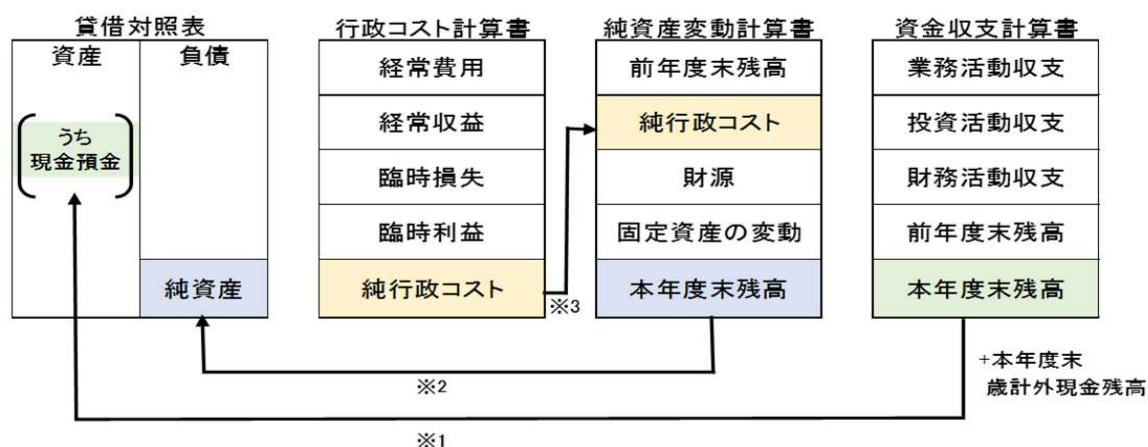 貸借対照表
資産
負債
うち
現金預金
純資産
行政コスト計算書
経常費用
経常収益
臨時損失
臨時利益
純行政コスト
※3
純資産変動計算書
前年度末残高
純行政コスト
財源
固定資産の変動
本年度末残高
資金収支計算書
業務活動収支
投資活動収支
財務活動収支
前年度末残高
本年度末残高
+本年度末
歳計外現金残高
※2
※1